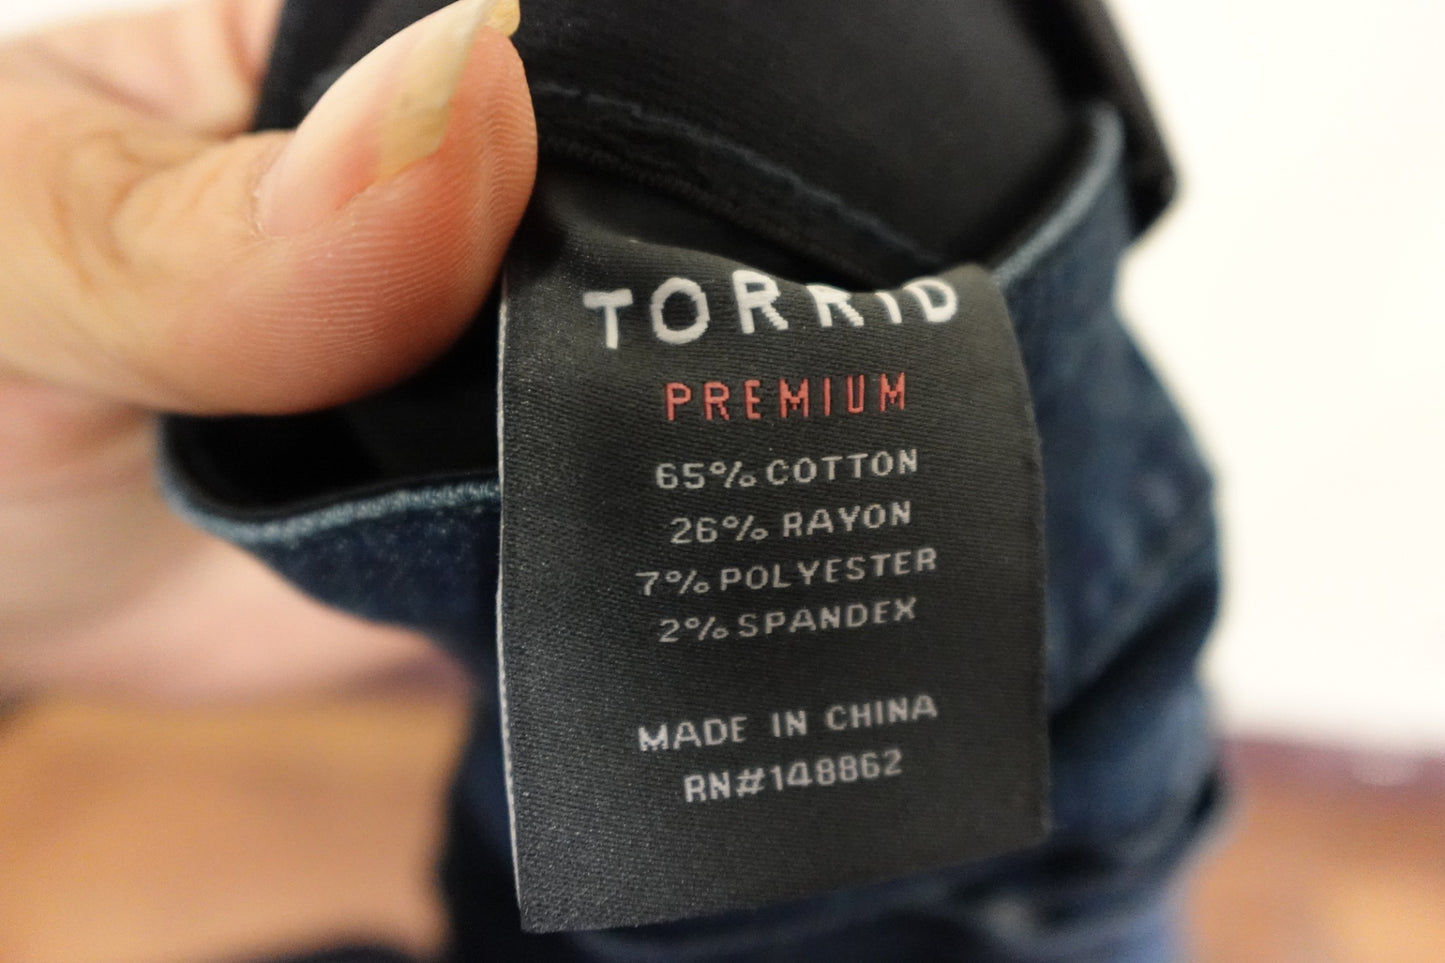 TORRID
PREMIUM
65% COTTON
26% RAYON
7% POLYESTER
2% SPANDEX
MADE IN CHINA
RN#148862